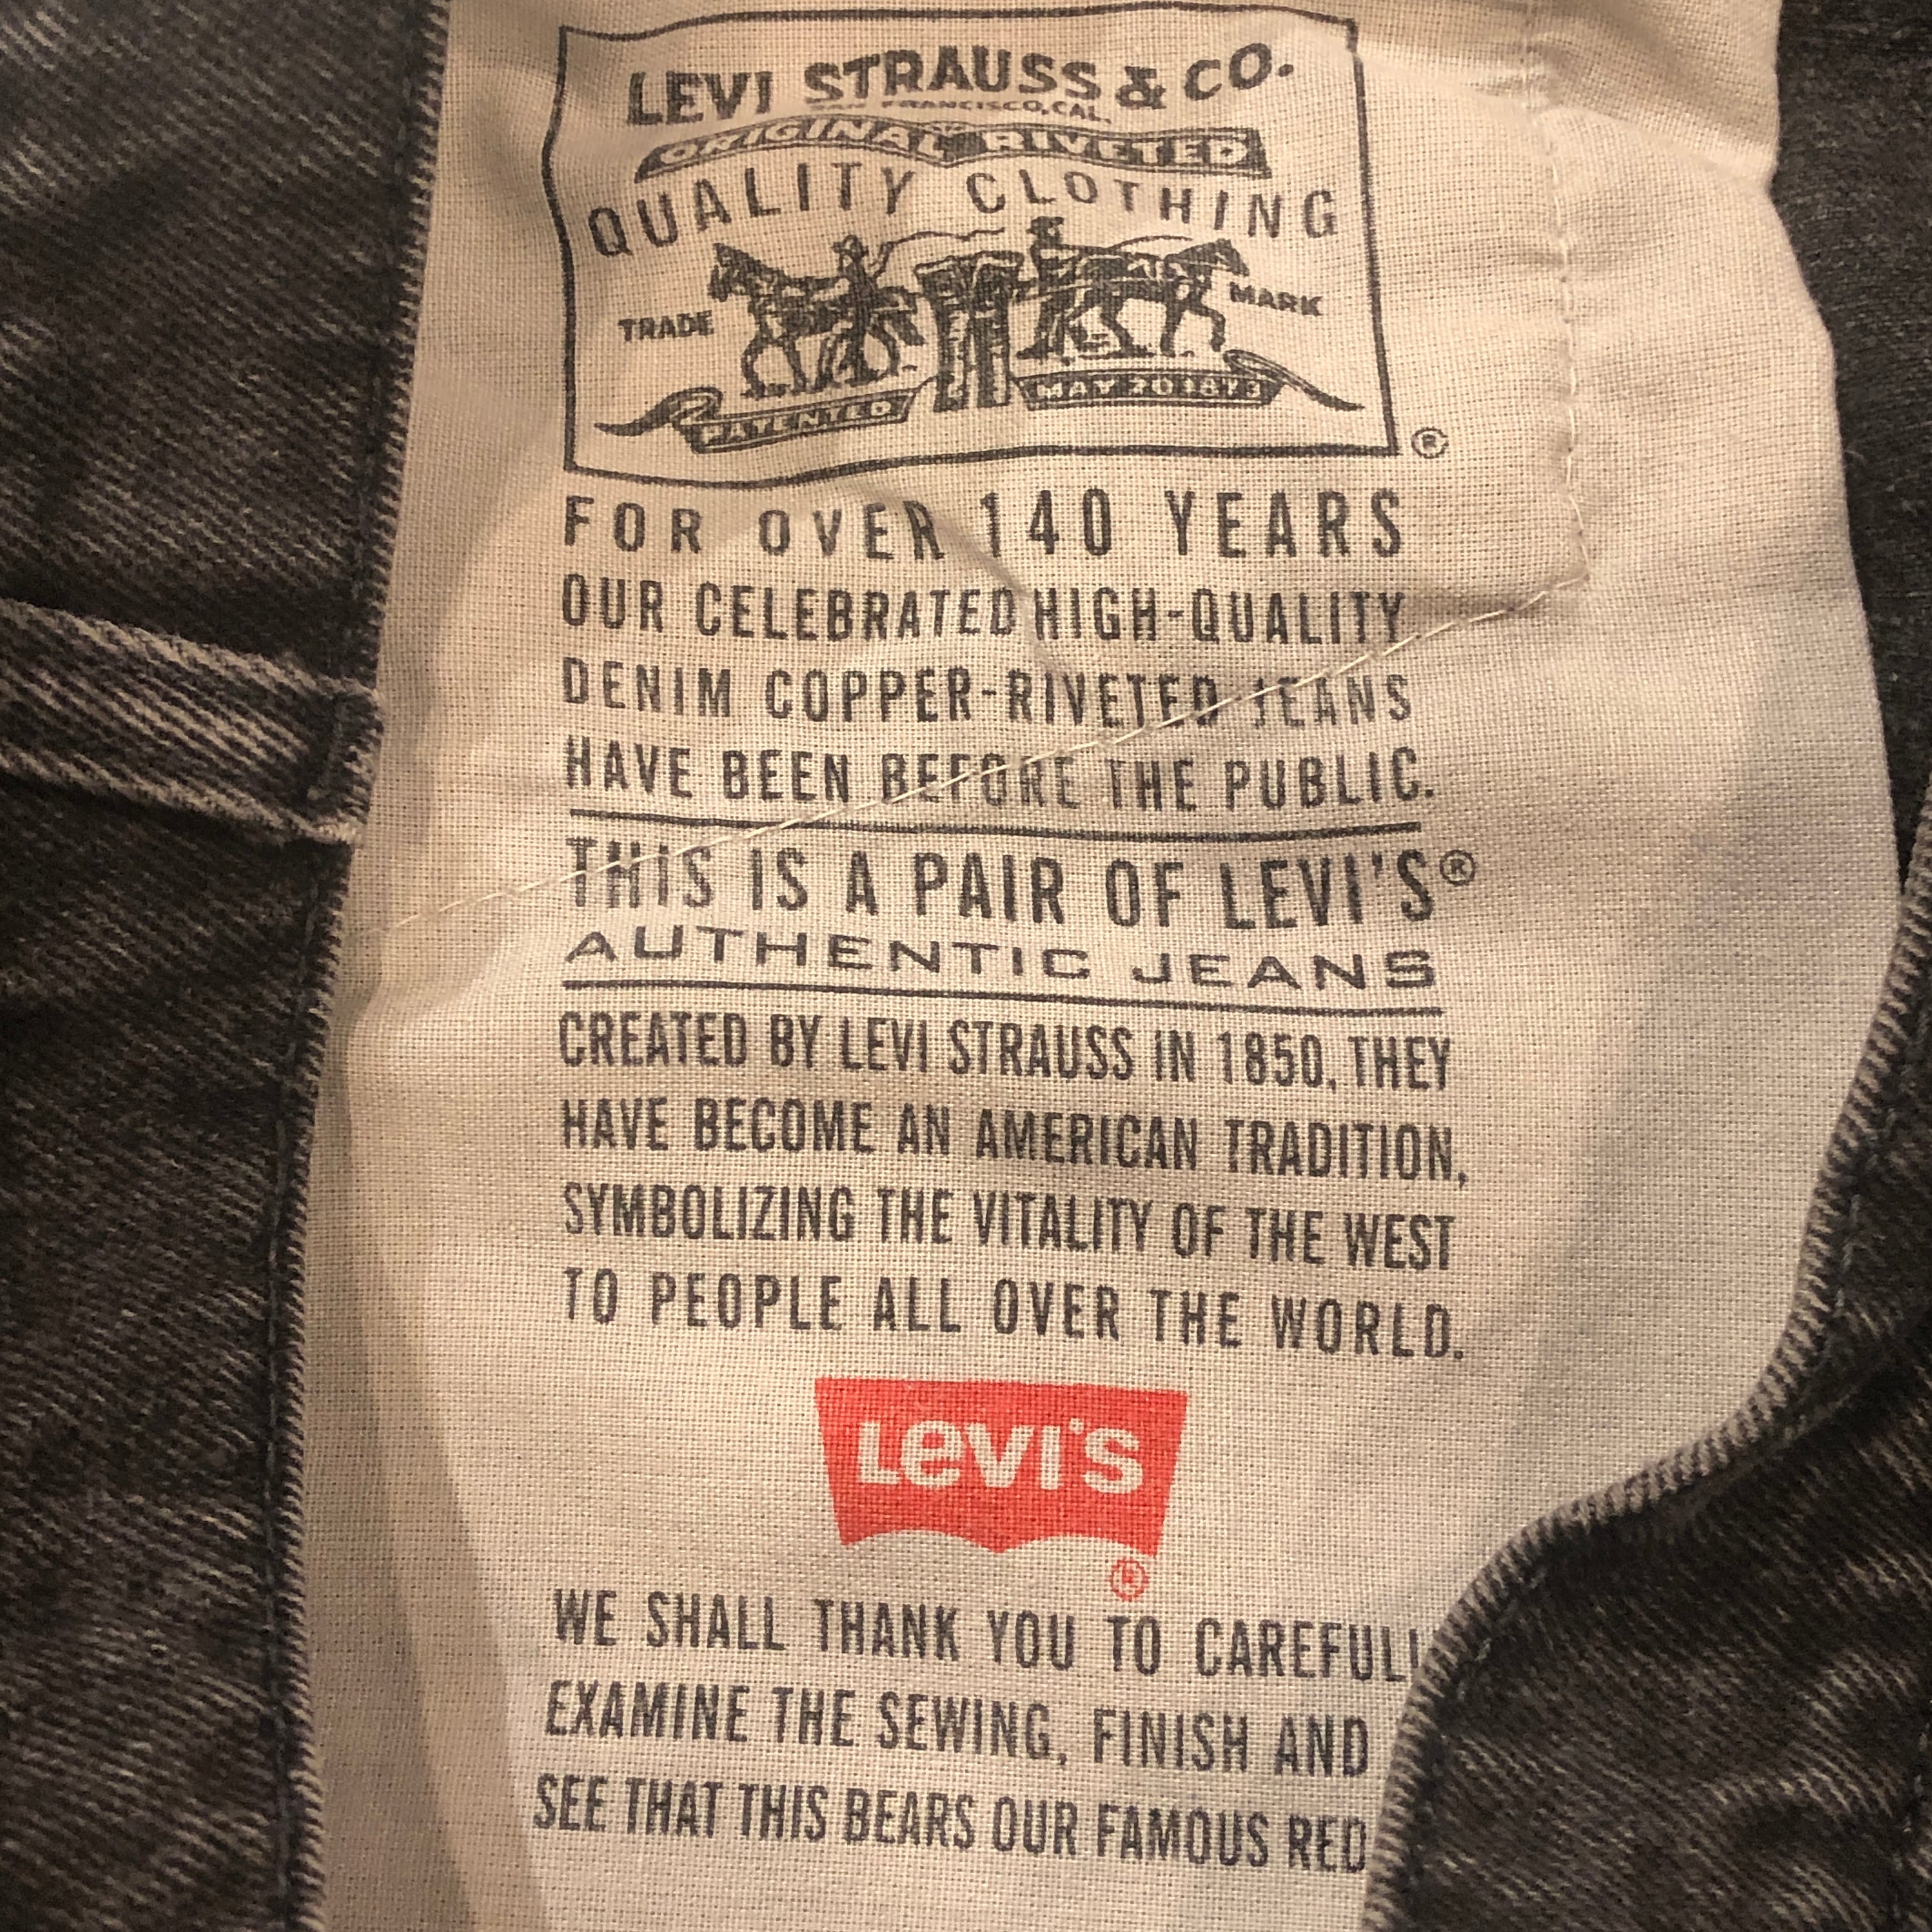 LEVI STRAUSS & CO.
SAN FRANCISCO, CAL.
ORIGINAL RIVETED
QUALITY CLOTHING
TRADE MARK
PATENTED MAY 20 1873
®
FOR OVER 140 YEARS
OUR CELEBRATED HIGH-QUALITY
DENIM COPPER-RIVETED JEANS
HAVE BEEN BEFORE THE PUBLIC.
THIS IS A PAIR OF LEVI'S®
AUTHENTIC JEANS
CREATED BY LEVI STRAUSS IN 1850, THEY
HAVE BECOME AN AMERICAN TRADITION,
SYMBOLIZING THE VITALITY OF THE WEST
TO PEOPLE ALL OVER THE WORLD.
Levi's
®
WE SHALL THANK YOU TO CAREFULL
EXAMINE THE SEWING, FINISH AND
SEE THAT THIS BEARS OUR FAMOUS RED